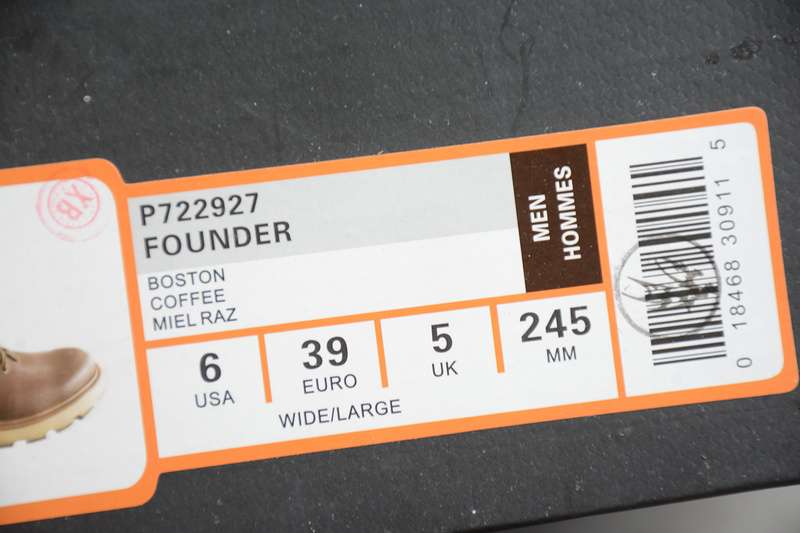 XB
P722927
FOUNDER
BOSTON
COFFEE
MIEL RAZ
MEN
HOMMES
6
USA
39
EURO
5
UK
245
MM
WIDE/LARGE
0 18468 30911 5